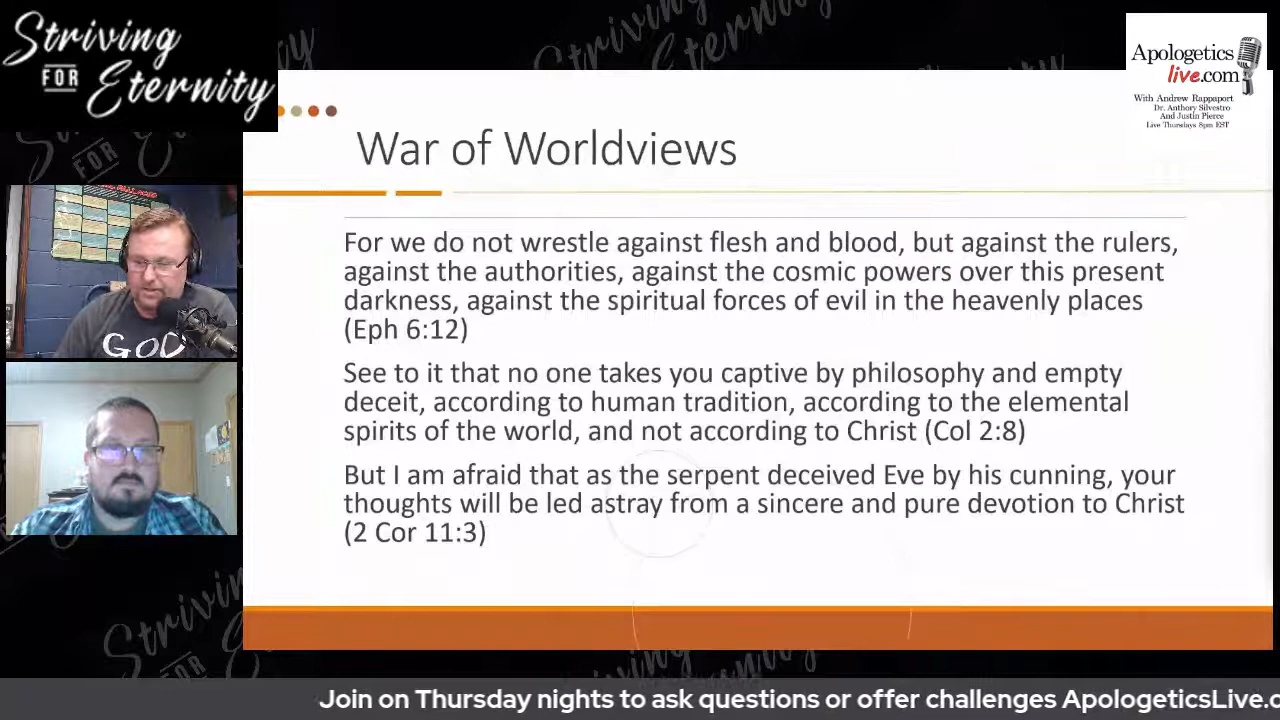 Striving
FOR
Eternity
Apologetics
live.com
With Andrew Rappaport
Dr. Anthony Silvestro
And Justin Pierce
Live Thursdays 8pm EST
War of Worldviews
For we do not wrestle against flesh and blood, but against the rulers,
against the authorities, against the cosmic powers over this present
darkness, against the spiritual forces of evil in the heavenly places
(Eph 6:12)
See to it that no one takes you captive by philosophy and empty
deceit, according to human tradition, according to the elemental
spirits of the world, and not according to Christ (Col 2:8)
But I am afraid that as the serpent deceived Eve by his cunning, your
thoughts will be led astray from a sincere and pure devotion to Christ
(2 Cor 11:3)
GOD
Join on Thursday nights to ask questions or offer challenges ApologeticsLive.c